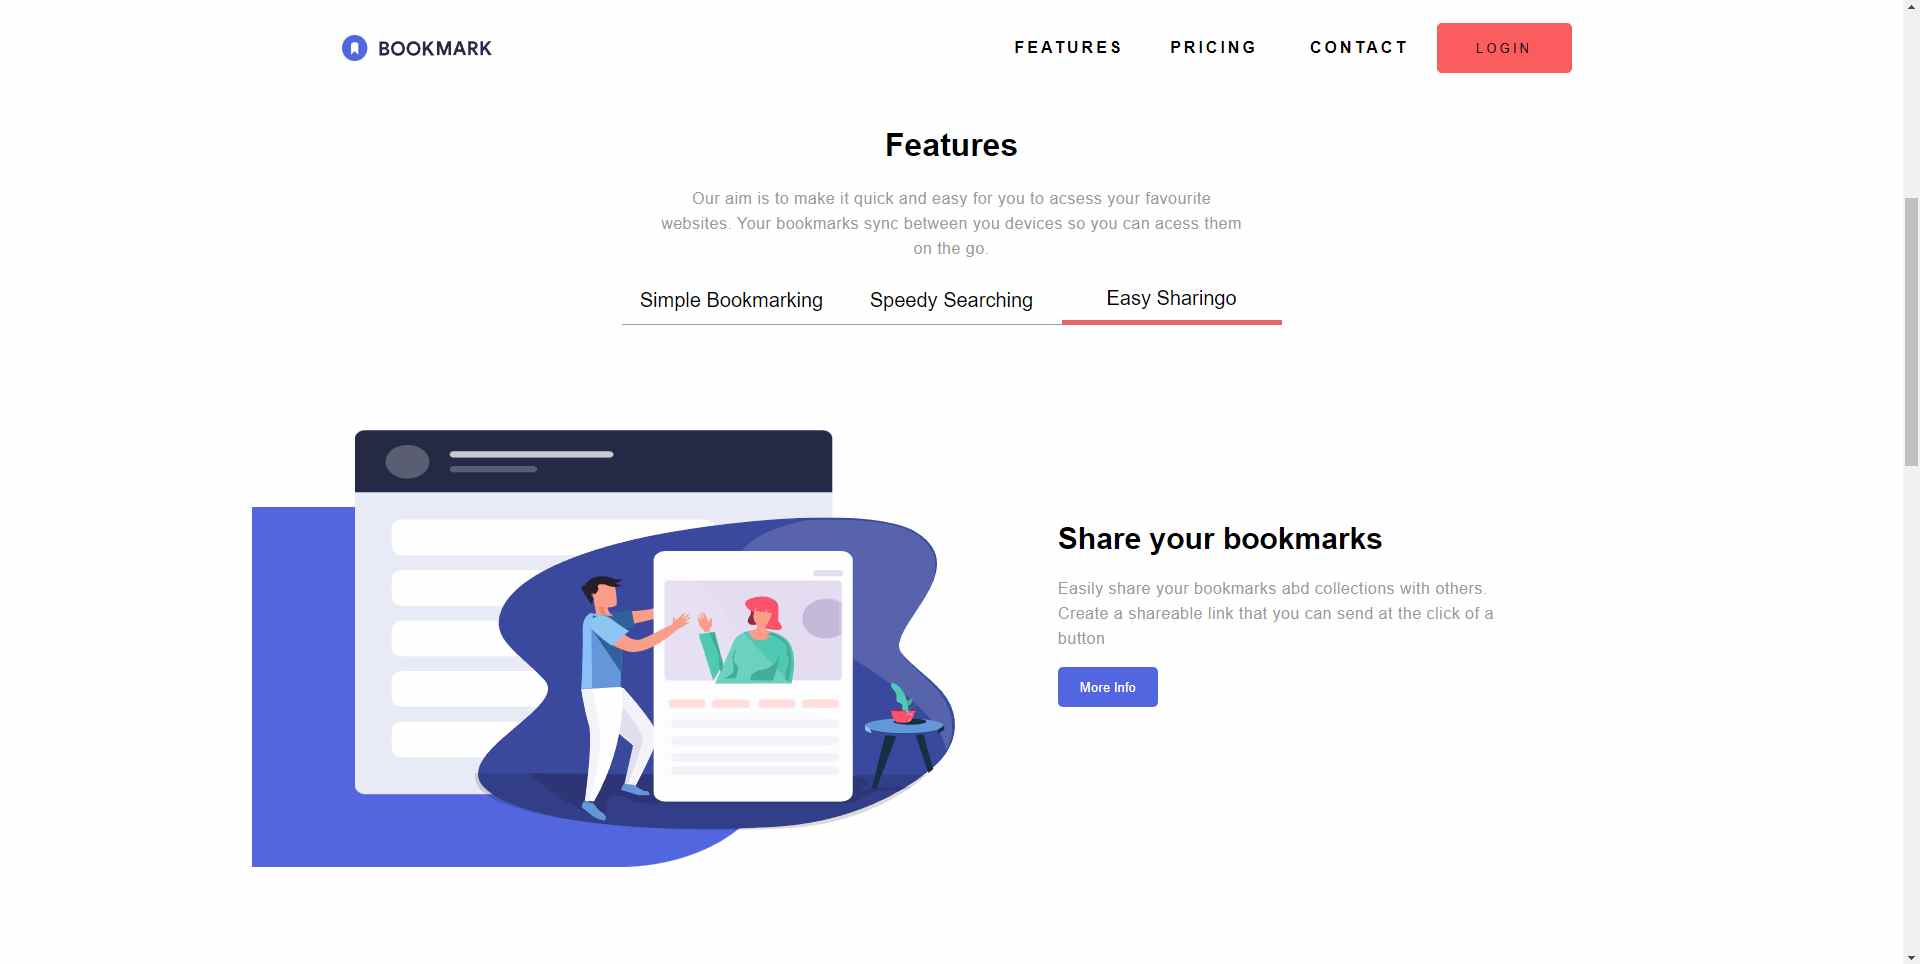 BOOKMARK
FEATURES
PRICING
CONTACT
LOGIN
Features
Our aim is to make it quick and easy for you to acsess your favourite
websites. Your bookmarks sync between you devices so you can acess them
on the go.
Simple Bookmarking
Speedy Searching
Easy Sharingo
Share your bookmarks
Easily share your bookmarks abd collections with others.
Create a shareable link that you can send at the click of a
button
More Info